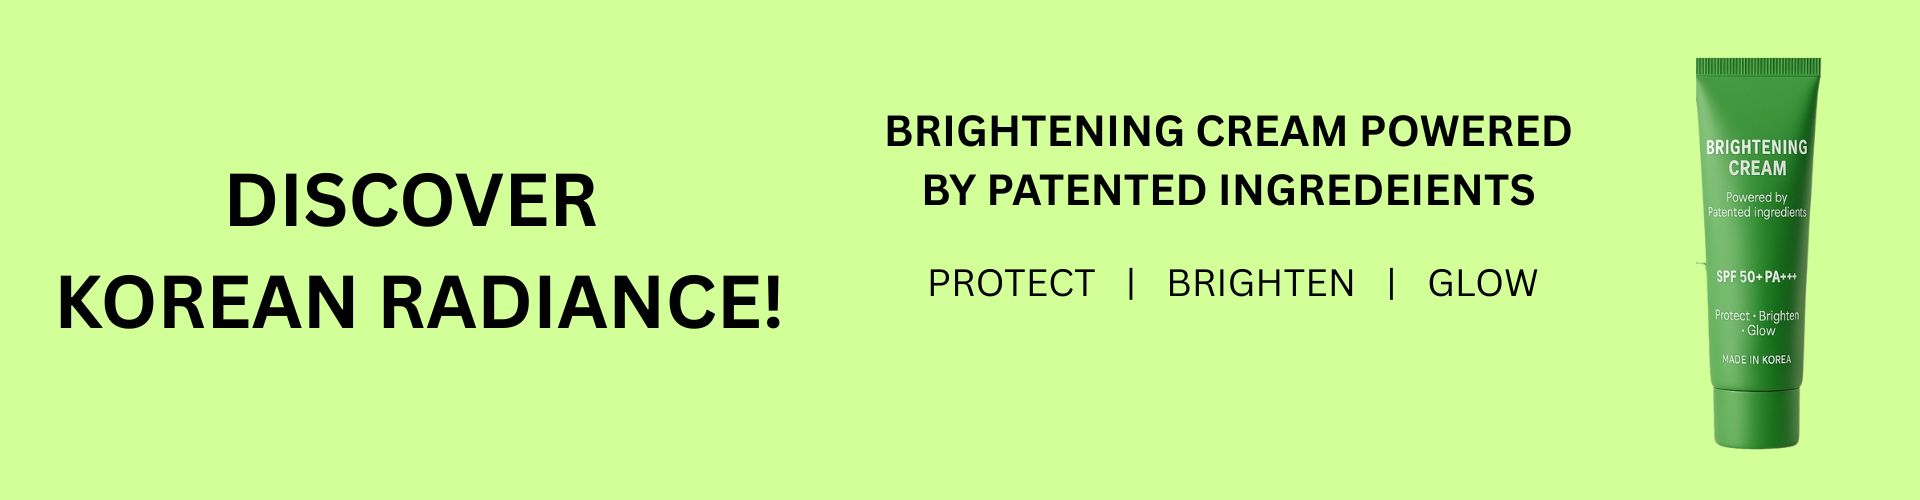 DISCOVER
KOREAN RADIANCE!
BRIGHTENING CREAM POWERED
BY PATENTED INGREDEIENTS
PROTECT | BRIGHTEN | GLOW
BRIGHTENING
CREAM
Powered by
Patented ingredients
SPF 50+ PA+++
Protect · Brighten
· Glow
MADE IN KOREA